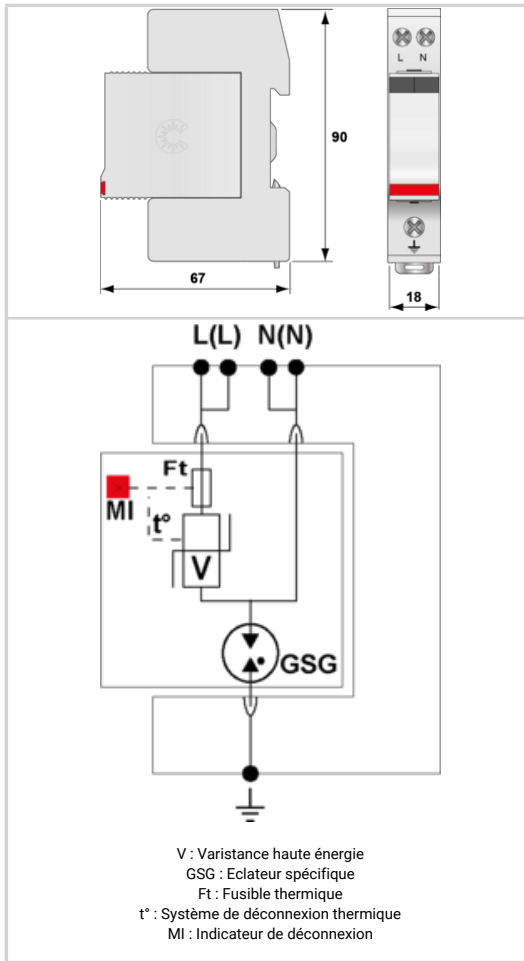 L N
90
67
18
L(L) N(N)
Ft
MI
t°
V
GSG
V : Varistance haute énergie
GSG : Eclateur spécifique
Ft : Fusible thermique
t° : Système de déconnexion thermique
MI : Indicateur de déconnexion